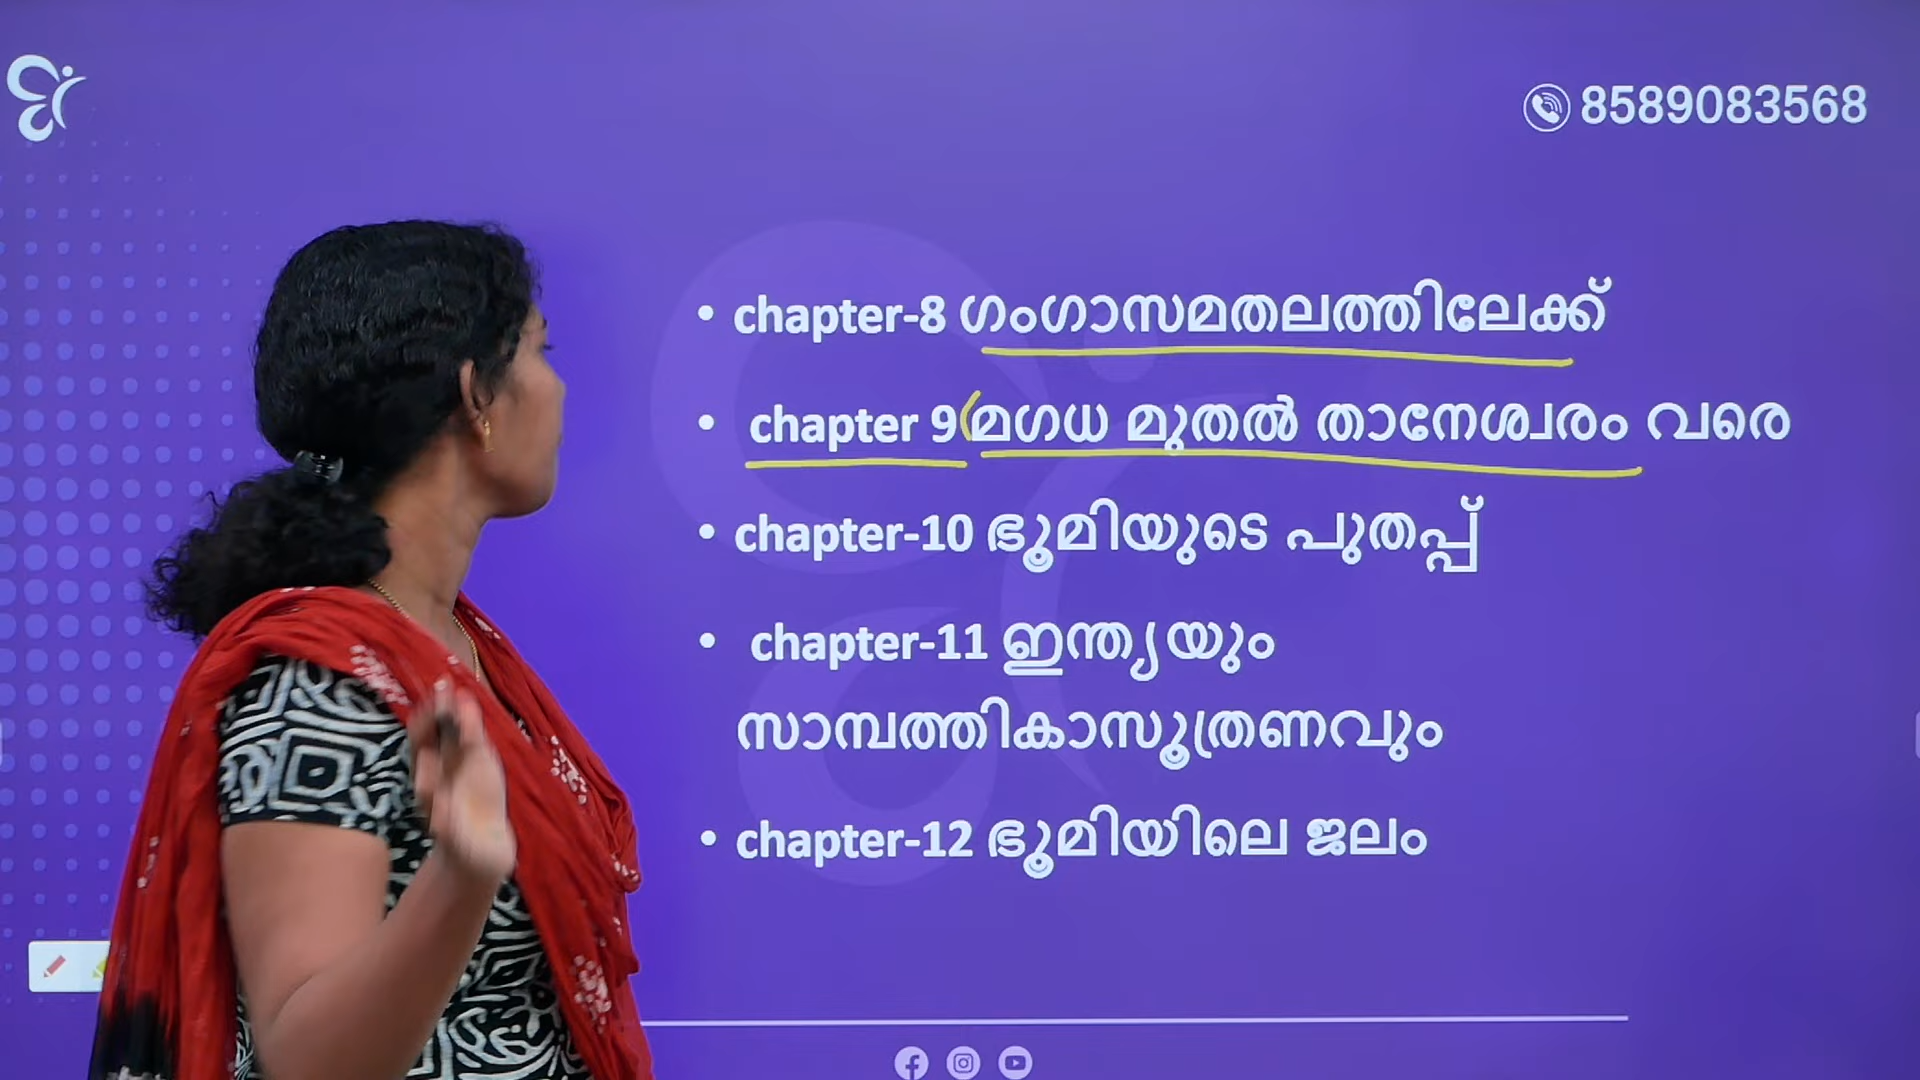 8589083568
• chapter-8 ഗംഗാസമതലത്തിലേക്ക്
• chapter 9 മഗധ മുതൽ താനേശ്വരം വരെ
• chapter-10 ഭൂമിയുടെ പുതപ്പ്
• chapter-11 ഇന്ത്യയും
സാമ്പത്തികാസൂത്രണവും
• chapter-12 ഭൂമിയിലെ ജലം